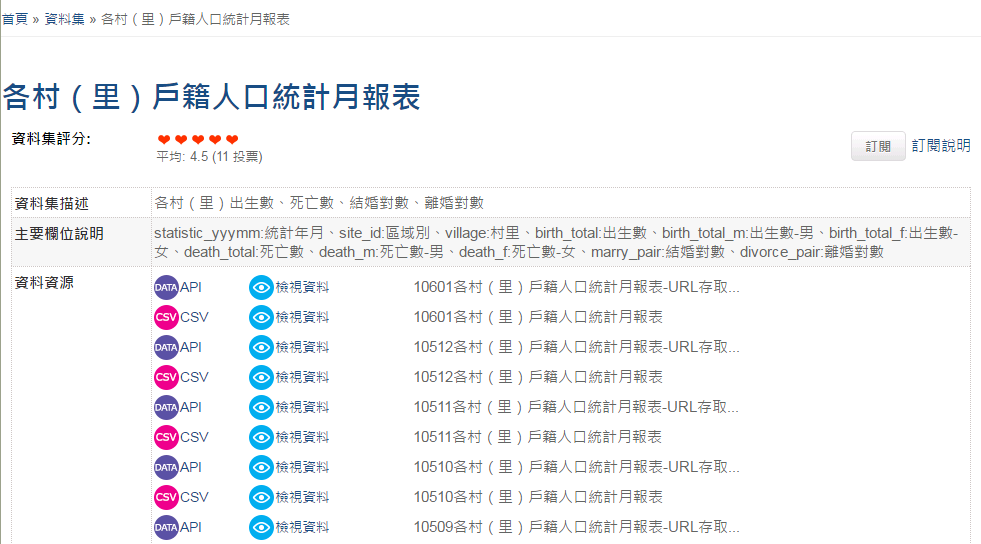 首頁 » 資料集 » 各村（里）戶籍人口統計月報表
各村（里）戶籍人口統計月報表
資料集評分:
平均: 4.5 (11 投票)
訂閱 訂閱說明
資料集描述 各村（里）出生數、死亡數、結婚對數、離婚對數
主要欄位說明 statistic_yyymm:統計年月、site_id:區域別、village:村里、birth_total:出生數、birth_total_m:出生數-男、birth_total_f:出生數-
女、death_total:死亡數、death_m:死亡數-男、death_f:死亡數-女、marry_pair:結婚對數、divorce_pair:離婚對數
資料資源 DATA API 檢視資料 10601各村（里）戶籍人口統計月報表-URL存取...
CSV CSV 檢視資料 10601各村（里）戶籍人口統計月報表
DATA API 檢視資料 10512各村（里）戶籍人口統計月報表-URL存取...
CSV CSV 檢視資料 10512各村（里）戶籍人口統計月報表
DATA API 檢視資料 10511各村（里）戶籍人口統計月報表-URL存取...
CSV CSV 檢視資料 10511各村（里）戶籍人口統計月報表
DATA API 檢視資料 10510各村（里）戶籍人口統計月報表-URL存取...
CSV CSV 檢視資料 10510各村（里）戶籍人口統計月報表
DATA API 檢視資料 10509各村（里）戶籍人口統計月報表-URL存取...